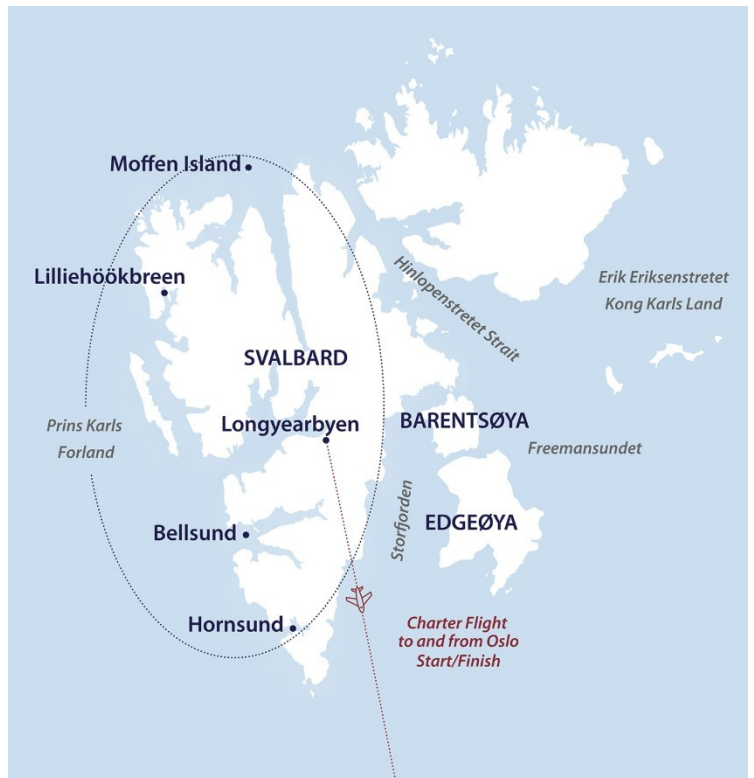 Moffen Island
Lilliehöökbreen
Hinlopenstretet Strait
Erik Eriksenstretet
Kong Karls Land
SVALBARD
Prins Karls
Forland
Longyearbyen
BARENTSØYA
Freemansundet
Storfjorden
EDGEØYA
Bellsund
Hornsund
Charter Flight
to and from Oslo
Start/Finish